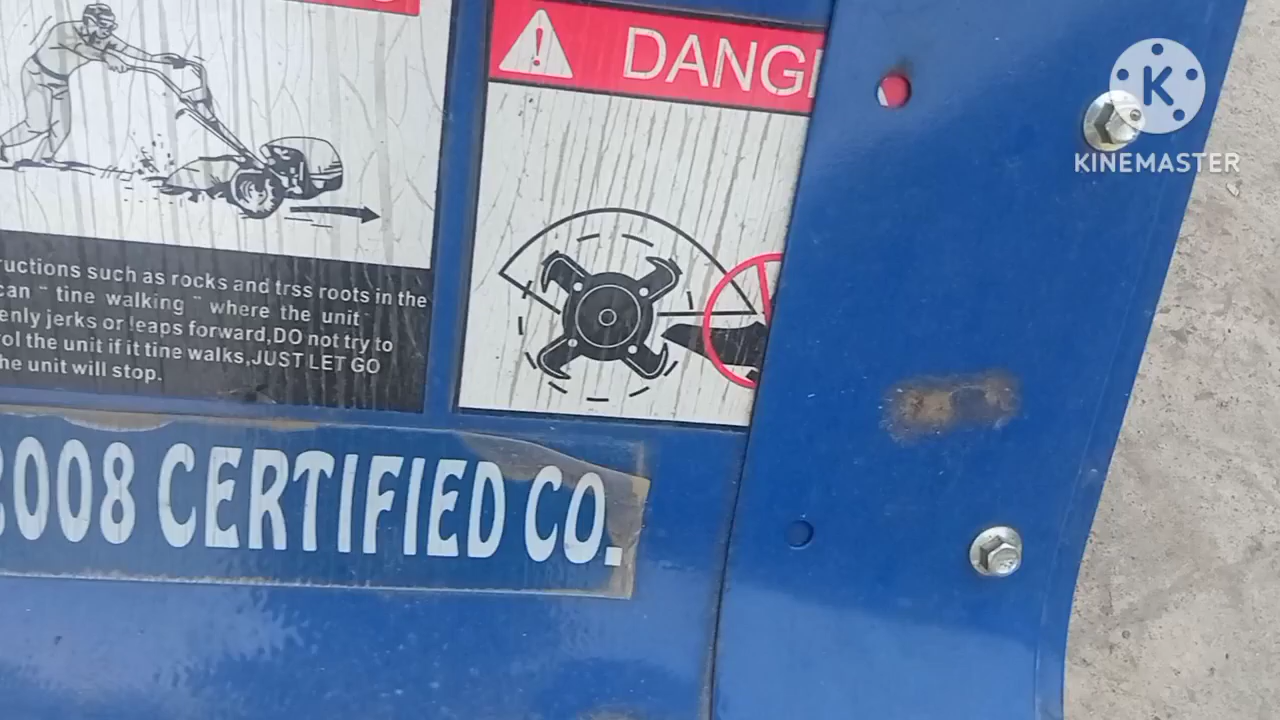 DANG
K
KINEMASTER
ructions such as rocks and trss roots in the
can " tine walking " where the unit
enly jerks or leaps forward,DO not try to
ol the unit if it tine walks,JUST LET GO
he unit will stop.
2008 CERTIFIED CO.